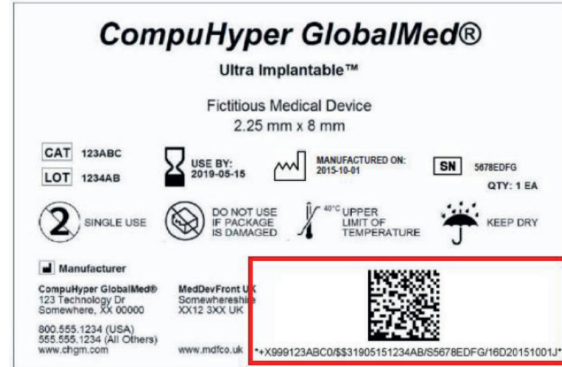 CompuHyper GlobalMed®
Ultra Implantable™
Fictitious Medical Device
2.25 mm x 8 mm
CAT 123ABC
LOT 1234AB
USE BY:
2019-05-15
MANUFACTURED ON:
2015-10-01
SN 5678EDFG
QTY: 1 EA
2 SINGLE USE
DO NOT USE
IF PACKAGE
IS DAMAGED
40°C UPPER
LIMIT OF
TEMPERATURE
KEEP DRY
Manufacturer
CompuHyper GlobalMed®
123 Technology Dr
Somewhere, XX 00000
800.555.1234 (USA)
555.555.1234 (All Others)
www.chgm.com
MedDevFront UK
Somewhereshire
XX12 3XX UK
www.mdfco.uk
*+X999123ABC0/$$31905151234AB/S5678EDFG/16D20151001J*